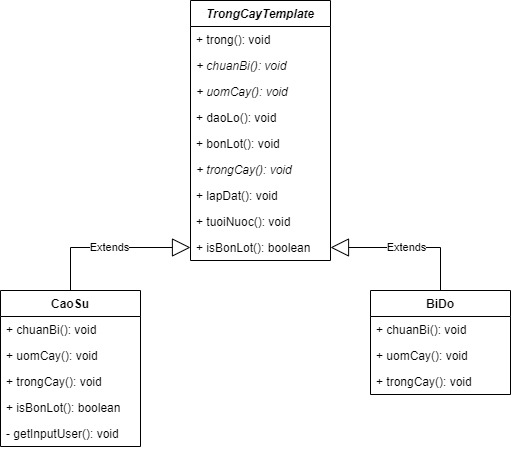 TrongCayTemplate
+ trong(): void
+ chuanBi(): void
+ uomCay(): void
+ daoLo(): void
+ bonLot(): void
+ trongCay(): void
+ lapDat(): void
+ tuoiNuoc(): void
+ isBonLot(): boolean
Extends
Extends
CaoSu
+ chuanBi(): void
+ uomCay(): void
+ trongCay(): void
+ isBonLot(): boolean
- getInputUser(): void
BiDo
+ chuanBi(): void
+ uomCay(): void
+ trongCay(): void